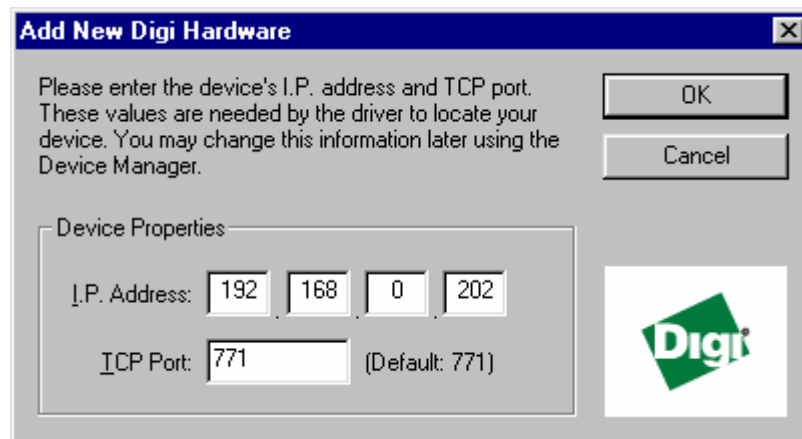 Add New Digi Hardware
Please enter the device's I.P. address and TCP port.
These values are needed by the driver to locate your
device. You may change this information later using the
Device Manager.
OK
Cancel
Device Properties
I.P. Address: 192 . 168 . 0 . 202
TCP Port: 771 (Default: 771)
Digi